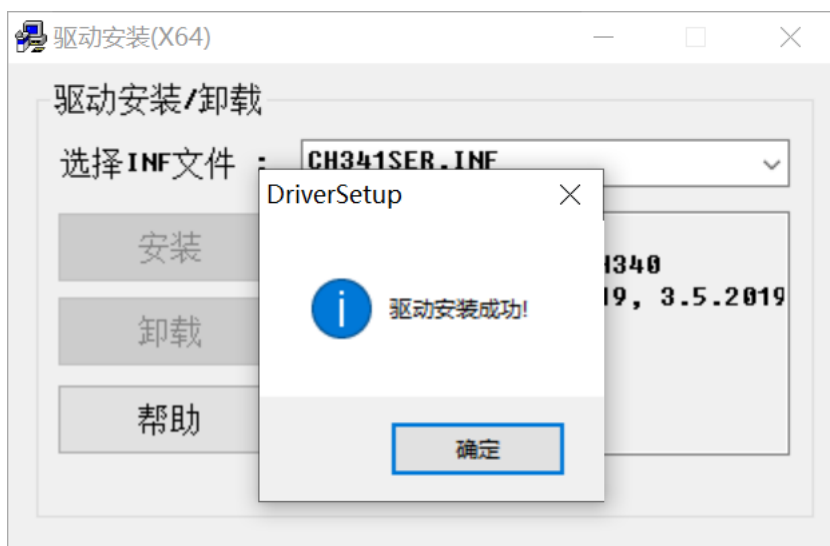 驱动安装(X64)
驱动安装/卸载
选择INF文件 :
CH341SER.INF
DriverSetup
安装
卸载
帮助
驱动安装成功!
确定
H340
19, 3.5.2019